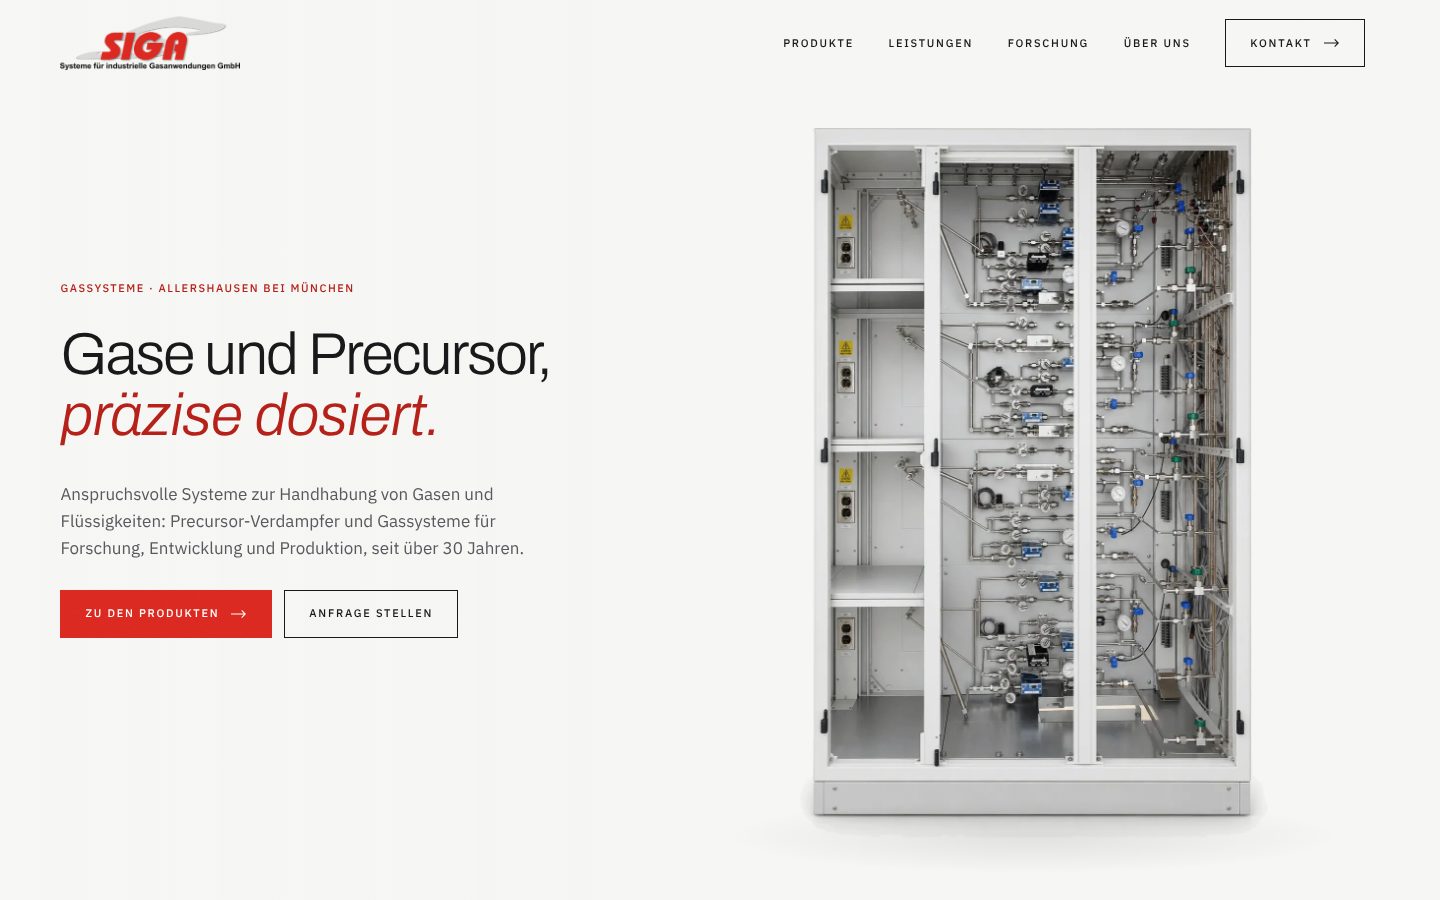 SIGA
Systeme für industrielle Gasanwendungen GmbH
PRODUKTE
LEISTUNGEN
FORSCHUNG
ÜBER UNS
KONTAKT
GASSYSTEME · ALLERSHAUSEN BEI MÜNCHEN
Gase und Precursor,
präzise dosiert.
Anspruchsvolle Systeme zur Handhabung von Gasen und
Flüssigkeiten: Precursor-Verdampfer und Gassysteme für
Forschung, Entwicklung und Produktion, seit über 30 Jahren.
ZU DEN PRODUKTEN
ANFRAGE STELLEN